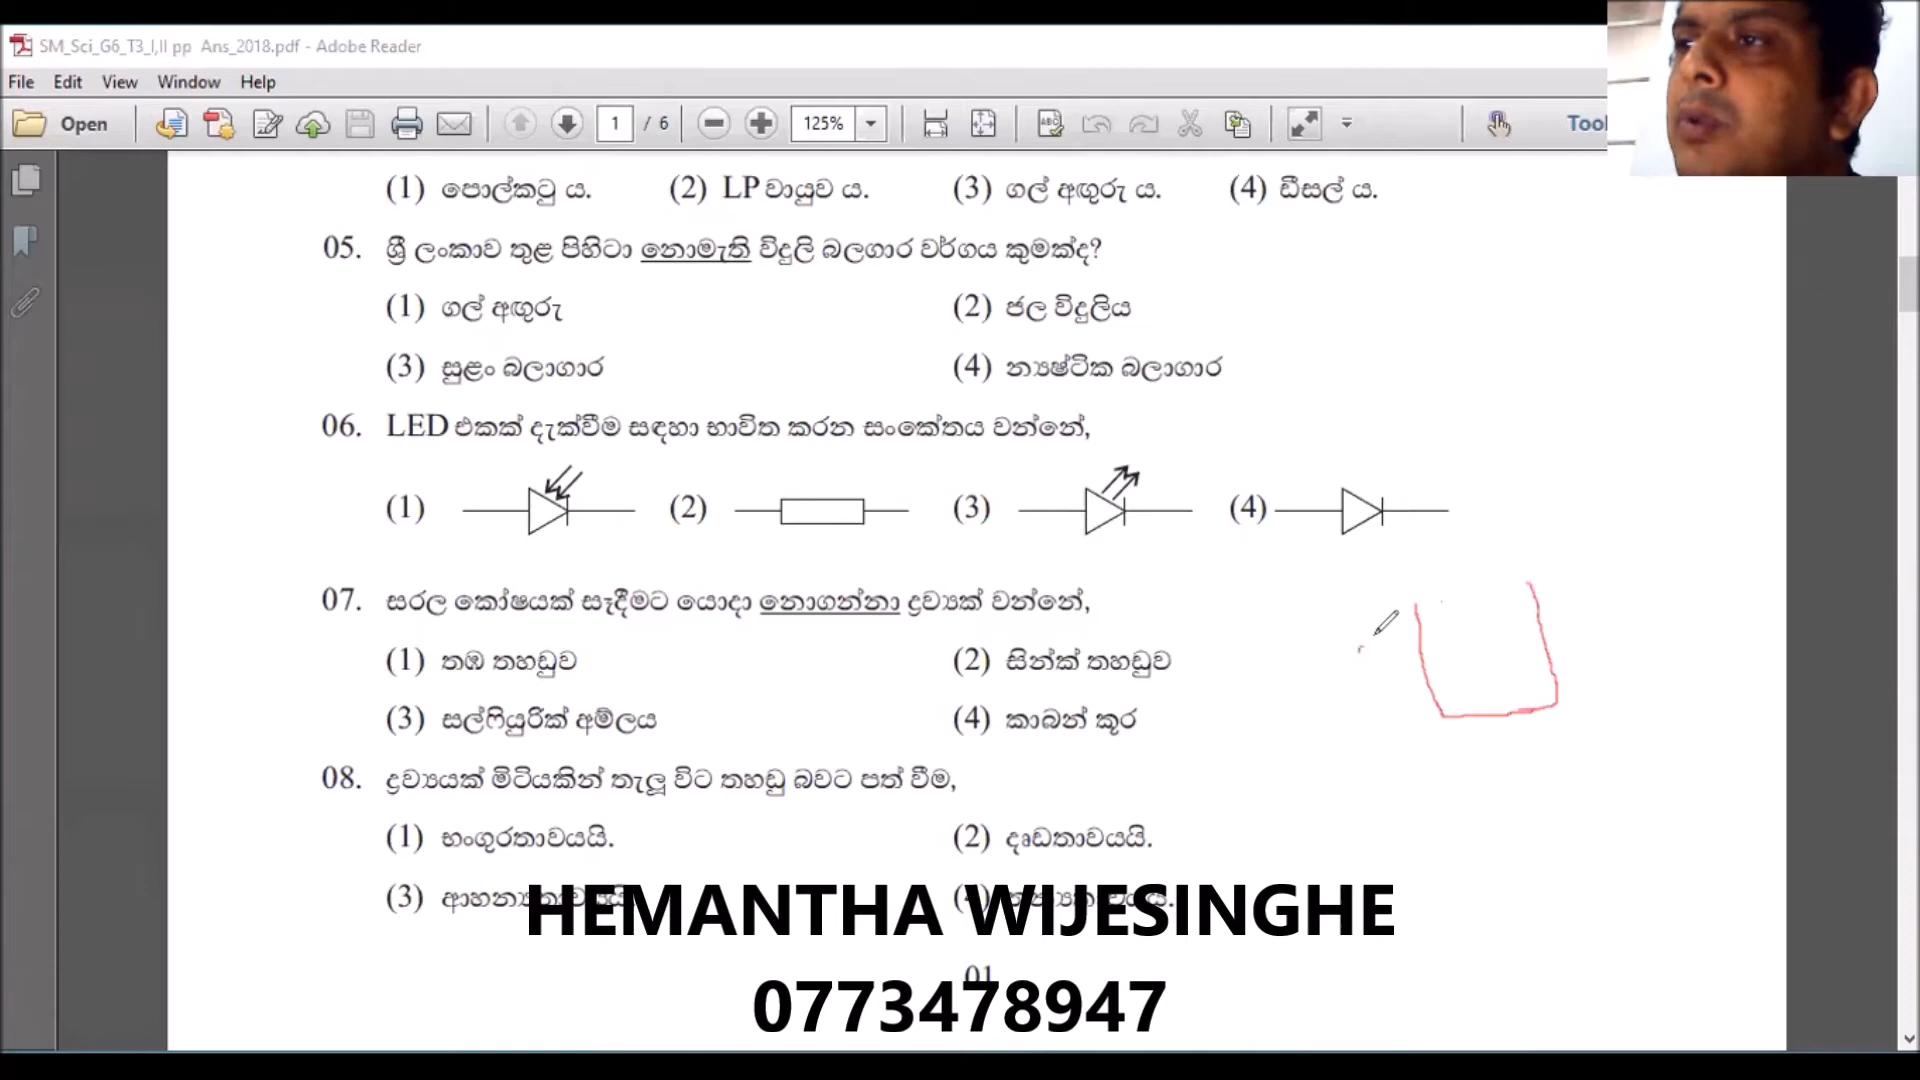 SM_Sci_G6_T3_I,II pp Ans_2018.pdf - Adobe Reader
File Edit View Window Help
Open 1 / 6 125% Tool
(1) පොල්කටු ය. (2) LP වායුව ය. (3) ගල් අඟුරු ය. (4) ඩීසල් ය.
05. ශ්‍රී ලංකාව තුළ පිහිටා නොමැති විදුලි බලගාර වර්ගය කුමක්ද?
(1) ගල් අඟුරු (2) ජල විදුලිය
(3) සුළං බලාගාර (4) න්‍යෂ්ටික බලාගාර
06. LED එකක් දැක්වීම සඳහා භාවිත කරන සංකේතය වන්නේ,
(1) (2) (3) (4)
07. සරල කෝෂයක් සෑදීමට යොදා නොගන්නා ද්‍රව්‍යක් වන්නේ,
(1) තඹ තහඩුව (2) සින්ක් තහඩුව
(3) සල්ෆියුරික් අම්ලය (4) කාබන් කූර
08. ද්‍රව්‍යයක් මිටියකින් තැලූ විට තහඩු බවට පත් වීම,
(1) භංගුරතාවයයි. (2) දෘඩතාවයයි.
(3)
HEMANTHA WIJESINGHE
01
0773478947